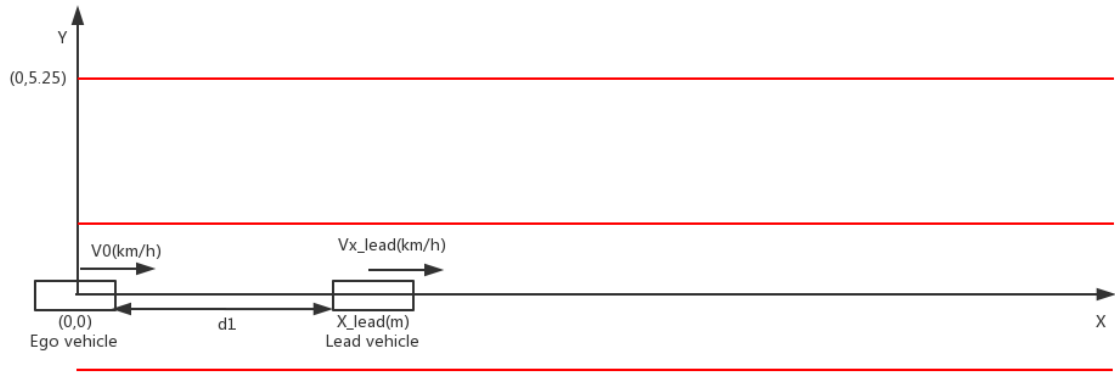 Y
(0,5.25)
V0(km/h)
Vx_lead(km/h)
(0,0)
d1
X_lead(m)
X
Ego vehicle
Lead vehicle